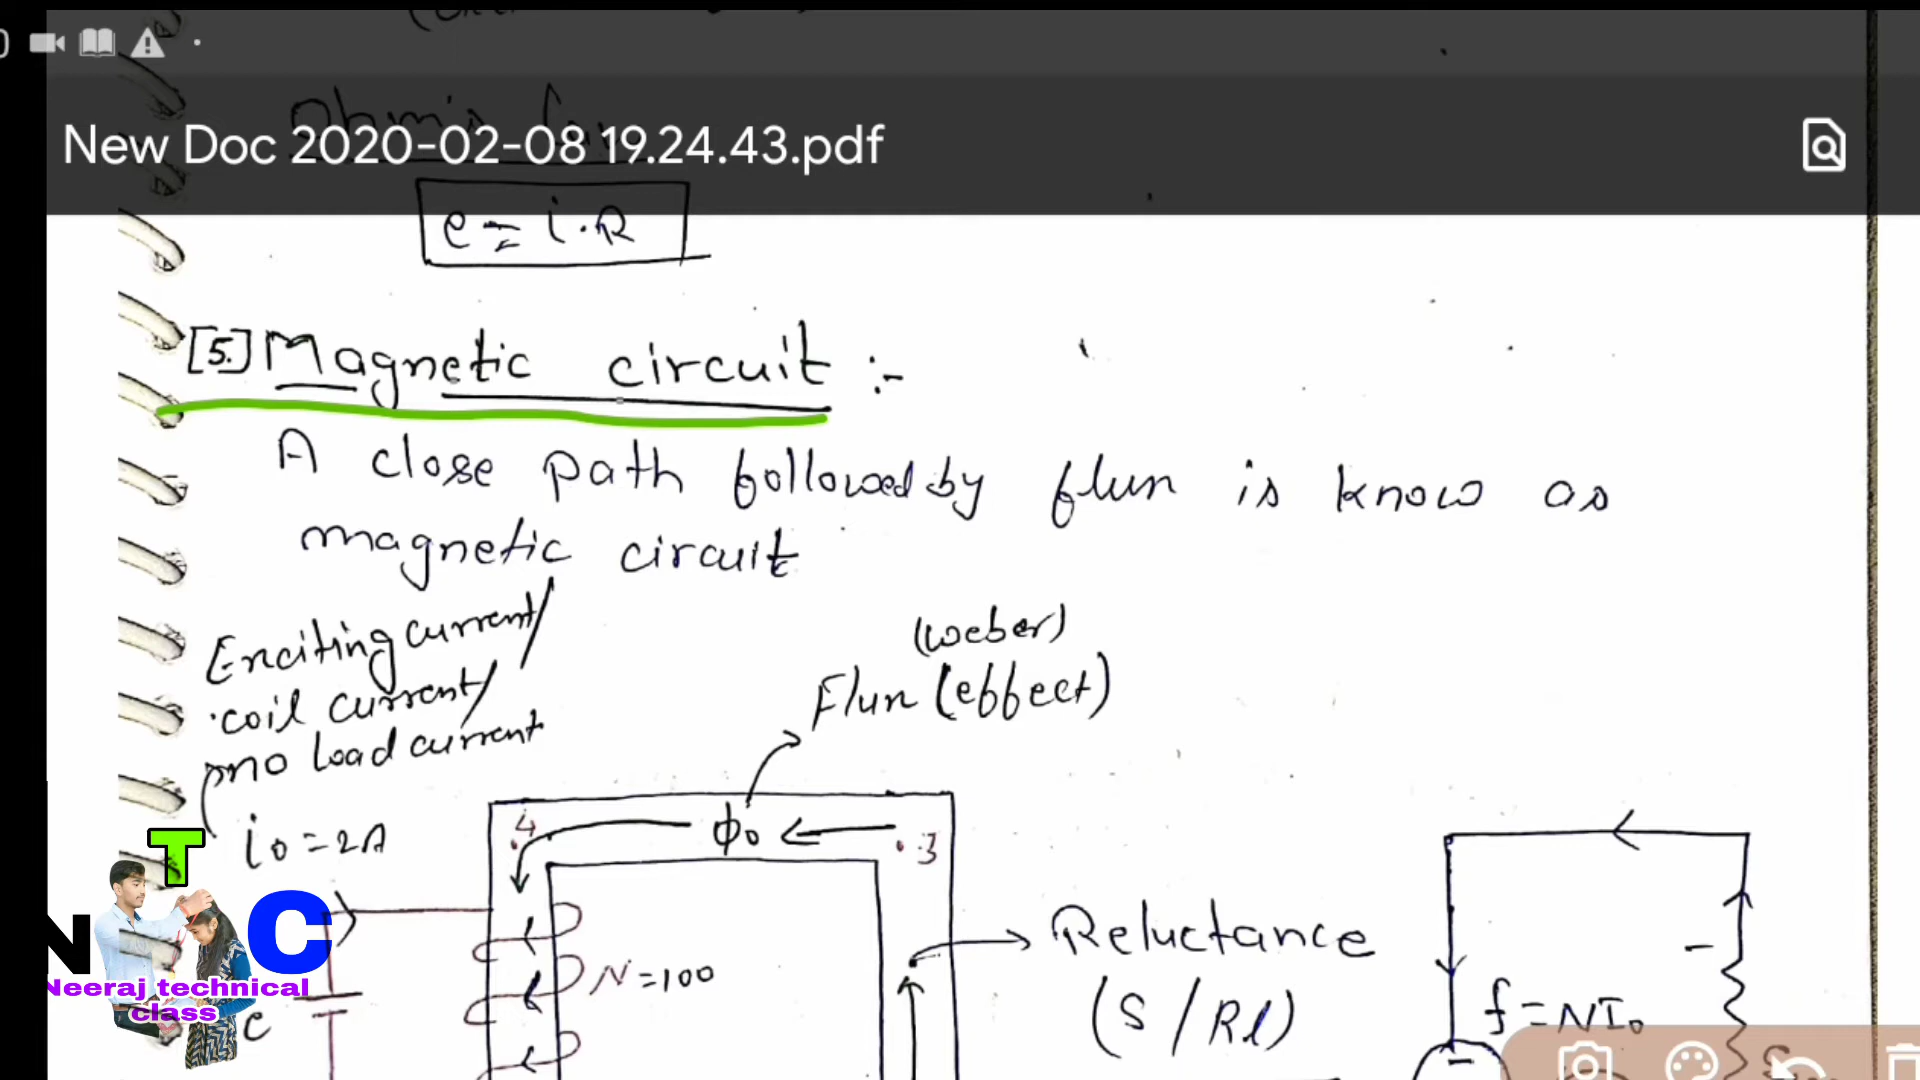 New Doc 2020-02-08 19.24.43.pdf
e = i.R
[5.] Magnetic circuit :-
A close path followed by flux is know as
magnetic circuit
Exciting current/
coil current/
no load current
(weber)
Flux (effect)
i0 = 2A
.4
ϕ0
.3
N = 100
Reluctance
(S / Rl)
f = NI0
e
T
N C
Neeraj technical
class